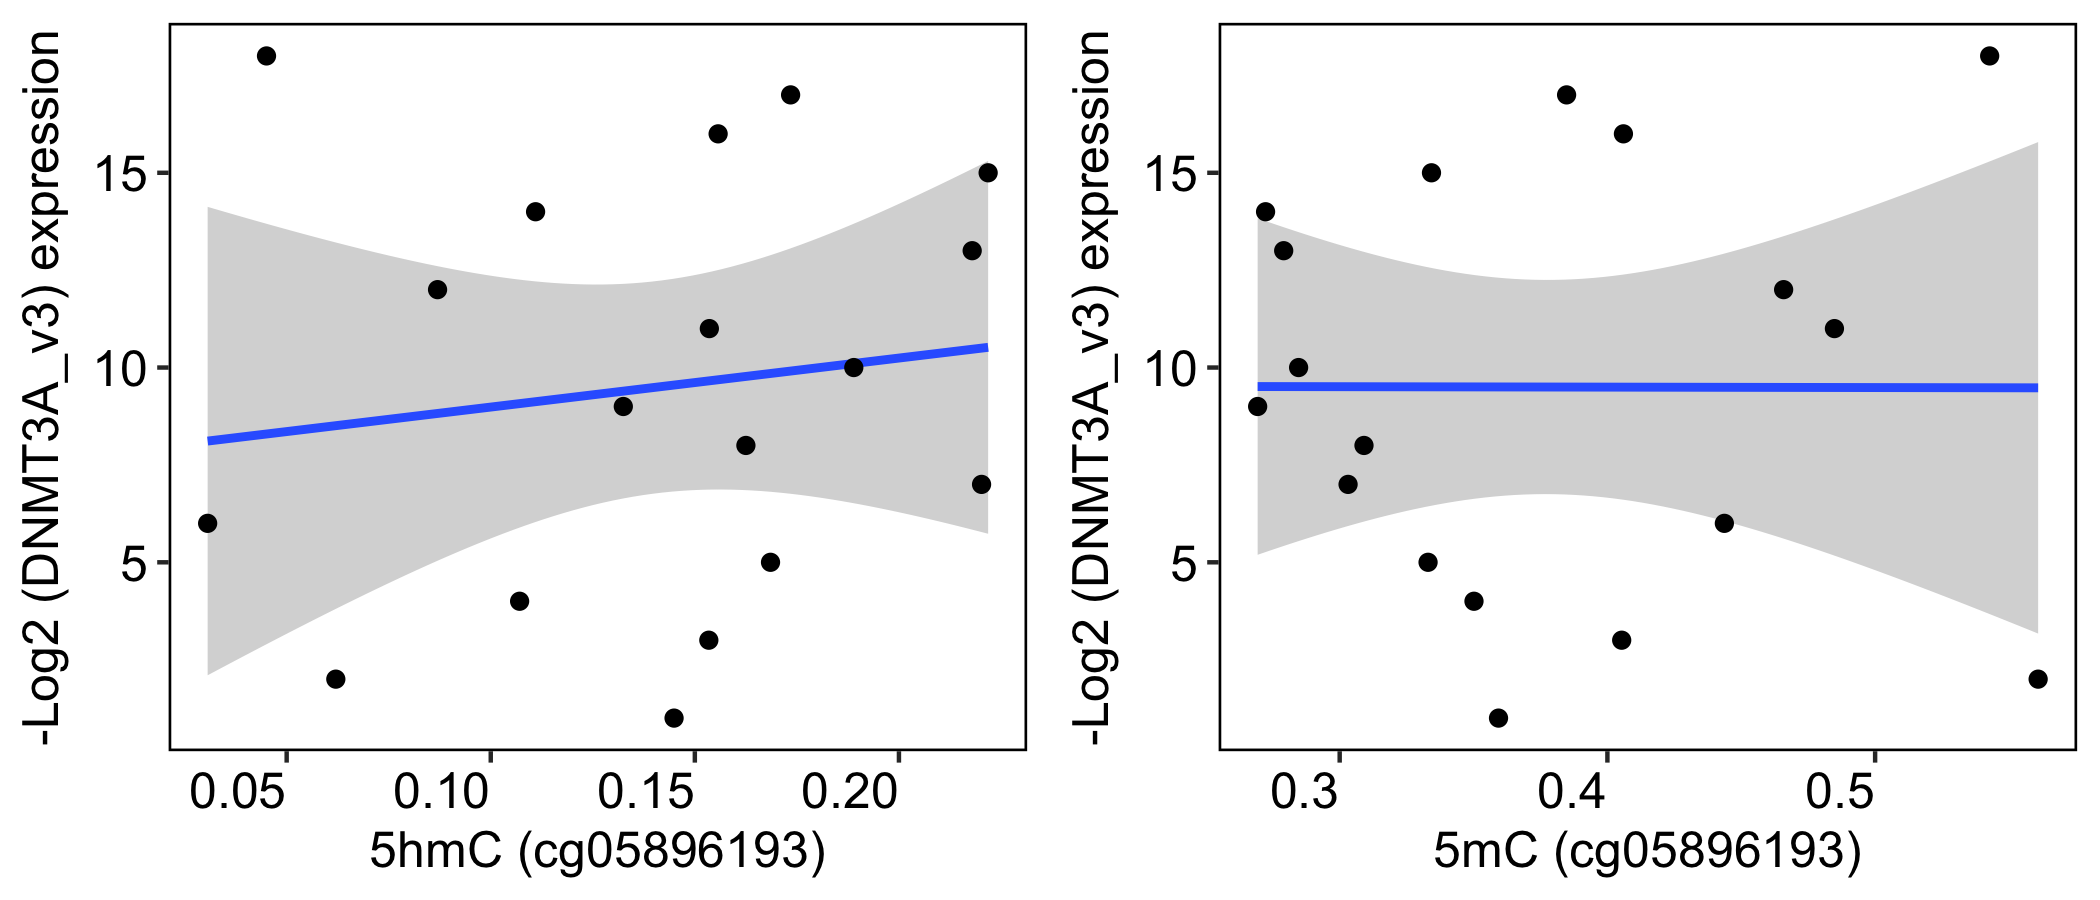 -Log2 (DNMT3A_v3) expression
15
10
5
0.05 0.10 0.15 0.20
5hmC (cg05896193)
-Log2 (DNMT3A_v3) expression
15
10
5
0.3 0.4 0.5
5mC (cg05896193)